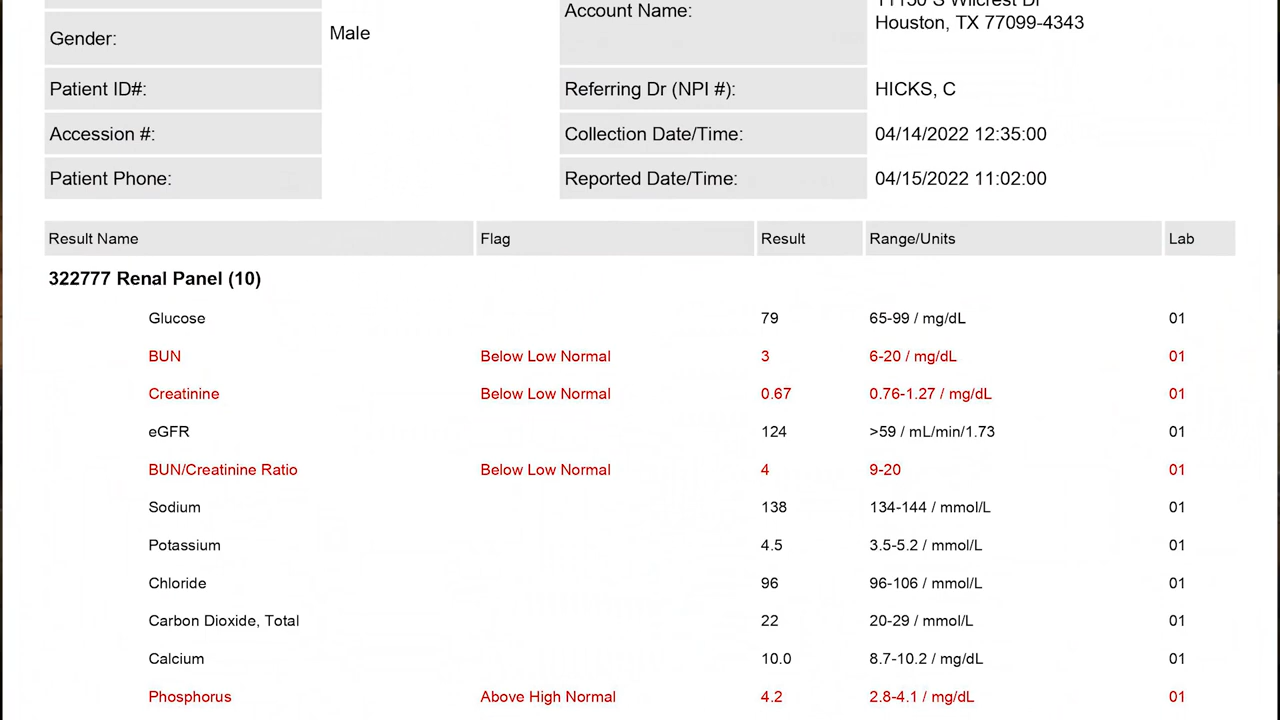 Account Name: 11150 S Wilcrest Dr
Gender: Male Houston, TX 77099-4343
Patient ID#: Referring Dr (NPI #): HICKS, C
Accession #: Collection Date/Time: 04/14/2022 12:35:00
Patient Phone: Reported Date/Time: 04/15/2022 11:02:00
Result Name Flag Result Range/Units Lab
322777 Renal Panel (10)
Glucose 79 65-99 / mg/dL 01
BUN Below Low Normal 3 6-20 / mg/dL 01
Creatinine Below Low Normal 0.67 0.76-1.27 / mg/dL 01
eGFR 124 >59 / mL/min/1.73 01
BUN/Creatinine Ratio Below Low Normal 4 9-20 01
Sodium 138 134-144 / mmol/L 01
Potassium 4.5 3.5-5.2 / mmol/L 01
Chloride 96 96-106 / mmol/L 01
Carbon Dioxide, Total 22 20-29 / mmol/L 01
Calcium 10.0 8.7-10.2 / mg/dL 01
Phosphorus Above High Normal 4.2 2.8-4.1 / mg/dL 01